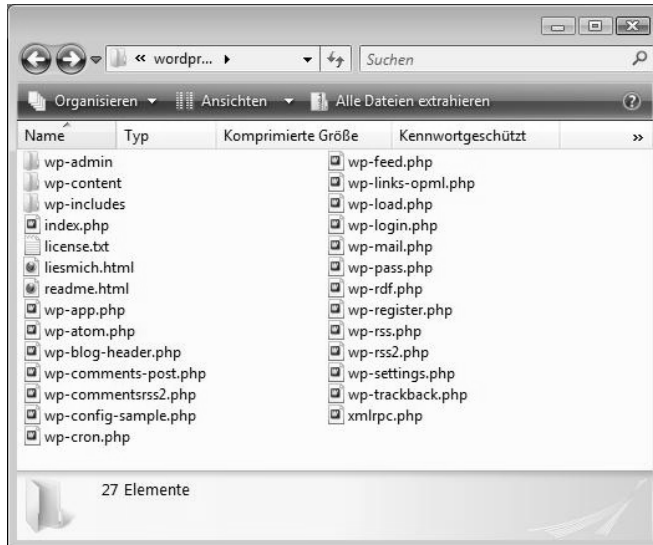 « wordpr...
Suchen
Organisieren Ansichten Alle Dateien extrahieren
Name Typ Komprimierte Größe Kennwortgeschützt »
wp-admin
wp-content
wp-includes
index.php
license.txt
liesmich.html
readme.html
wp-app.php
wp-atom.php
wp-blog-header.php
wp-comments-post.php
wp-commentsrss2.php
wp-config-sample.php
wp-cron.php
wp-feed.php
wp-links-opml.php
wp-load.php
wp-login.php
wp-mail.php
wp-pass.php
wp-rdf.php
wp-register.php
wp-rss.php
wp-rss2.php
wp-settings.php
wp-trackback.php
xmlrpc.php
27 Elemente